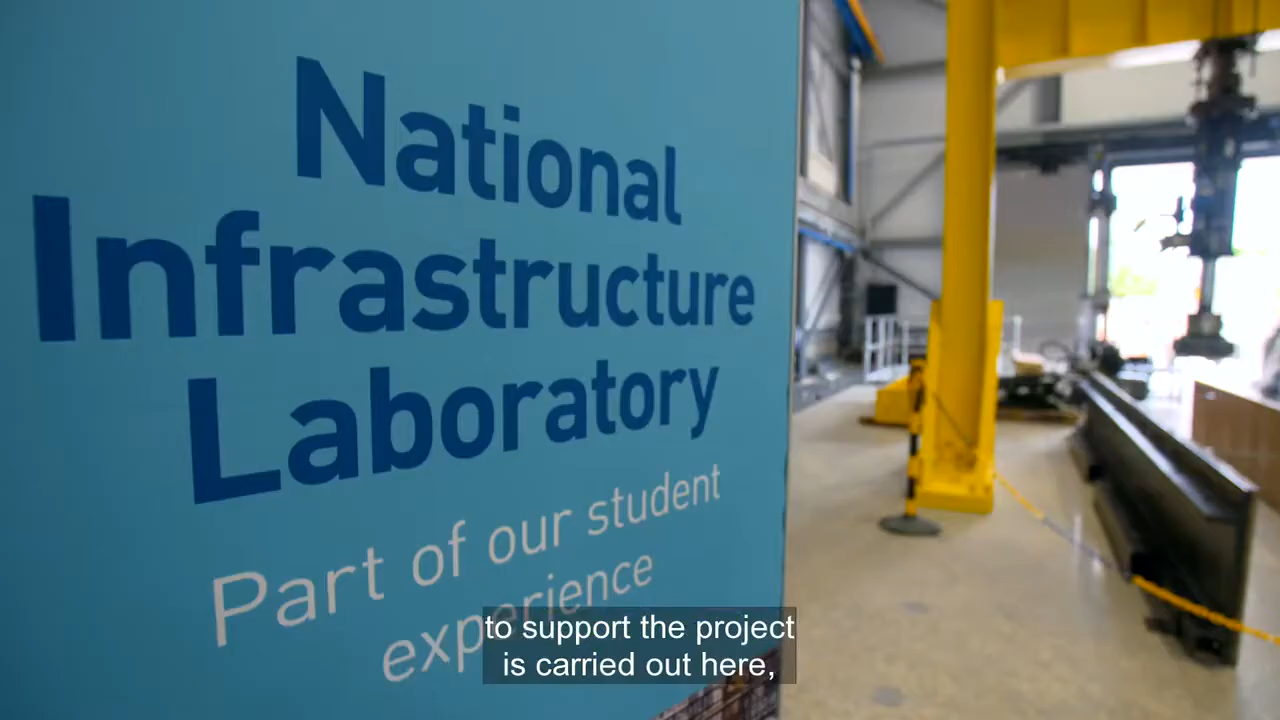 National
Infrastructure
Laboratory
Part of our student
experience
to support the project
is carried out here,